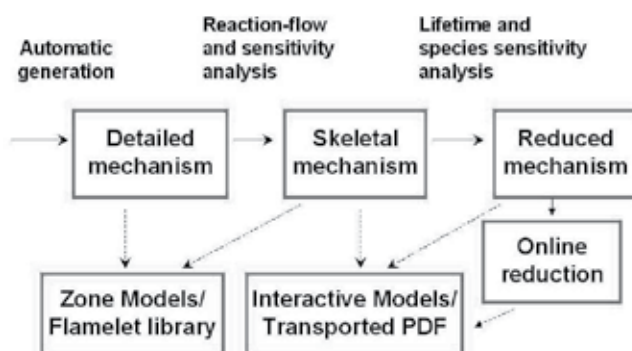 Automatic
generation
Reaction-flow
and sensitivity
analysis
Lifetime and
species sensitivity
analysis
Detailed
mechanism
Skeletal
mechanism
Reduced
mechanism
Online
reduction
Zone Models/
Flamelet library
Interactive Models/
Transported PDF